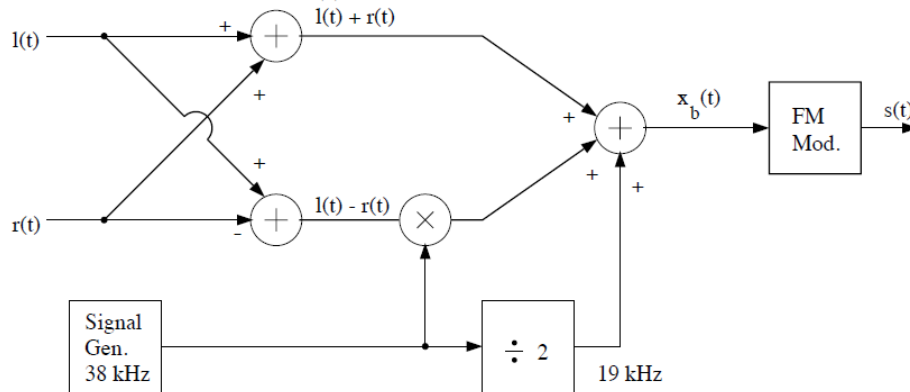 l(t)
+
+
l(t) + r(t)
+
+
+
x_b(t)
FM
Mod.
s(t)
+
+
+
r(t)
-
+
l(t) - r(t)
×
Signal
Gen.
38 kHz
÷ 2
19 kHz